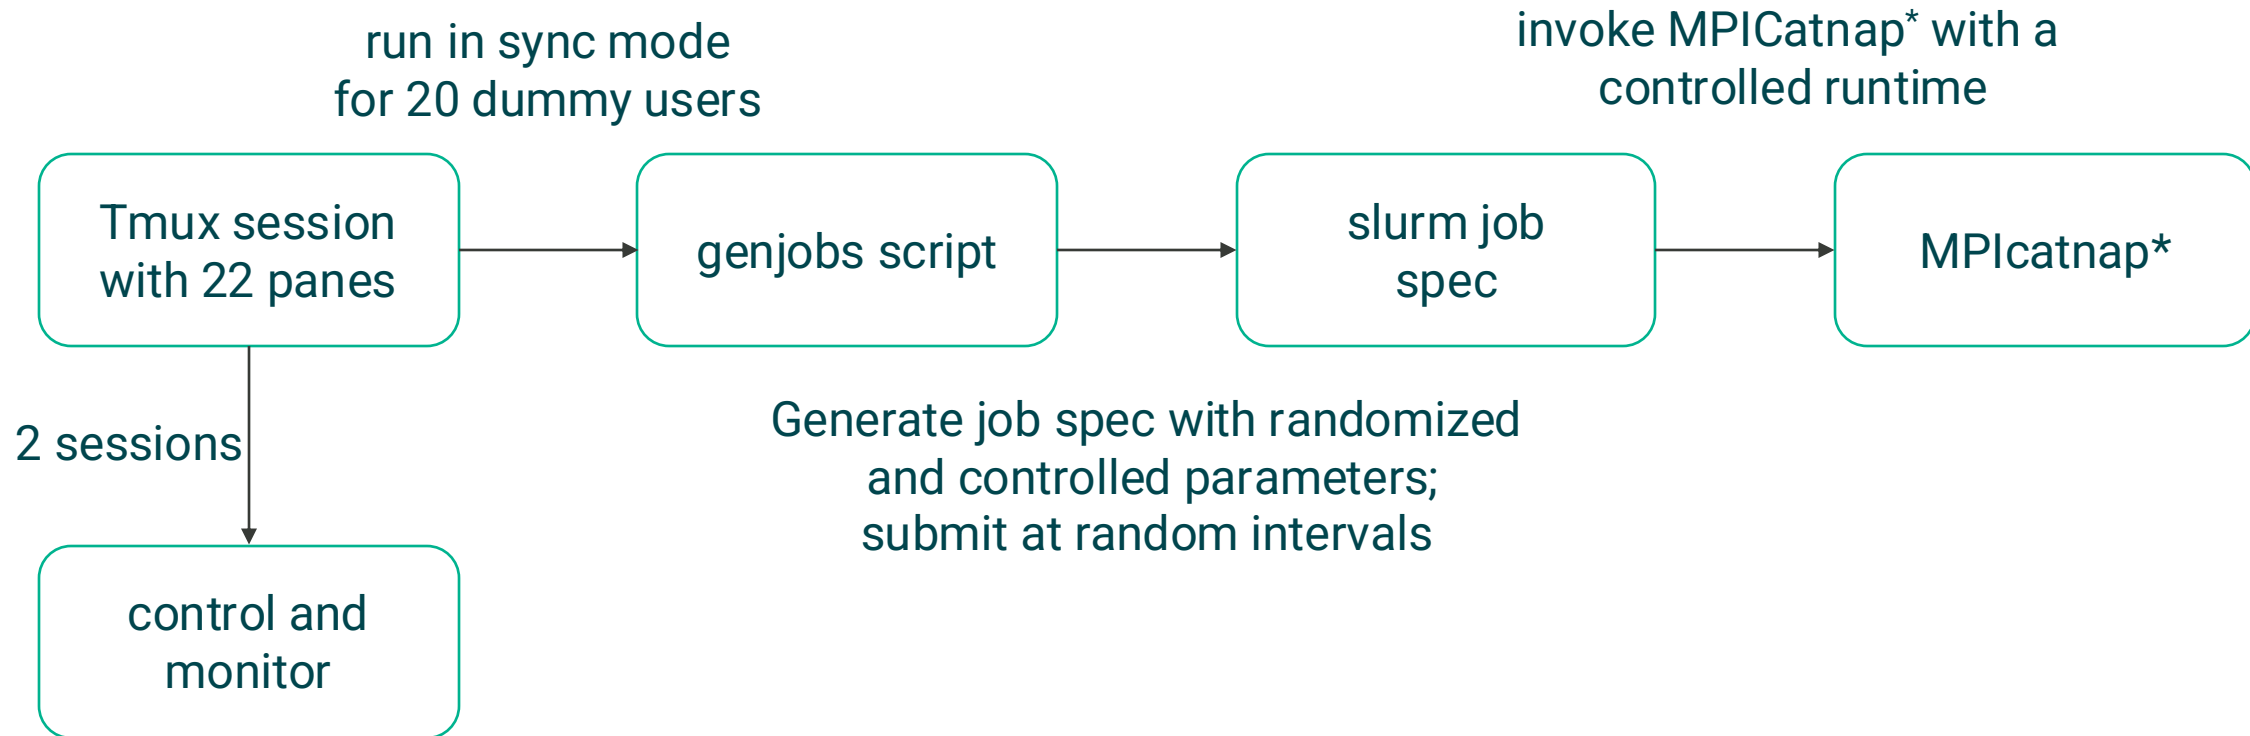 run in sync mode
for 20 dummy users
invoke MPICatnap* with a
controlled runtime
Tmux session
with 22 panes
genjobs script
slurm job
spec
MPIcatnap*
2 sessions
Generate job spec with randomized
and controlled parameters;
submit at random intervals
control and
monitor